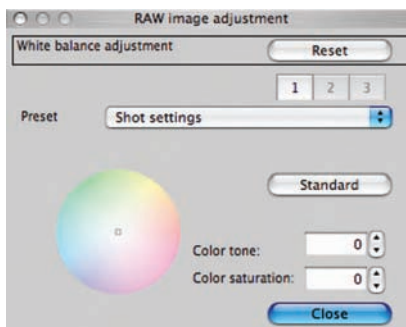 RAW image adjustment
White balance adjustment Reset
1 2 3
Preset Shot settings
Standard
Color tone: 0
Color saturation: 0
Close